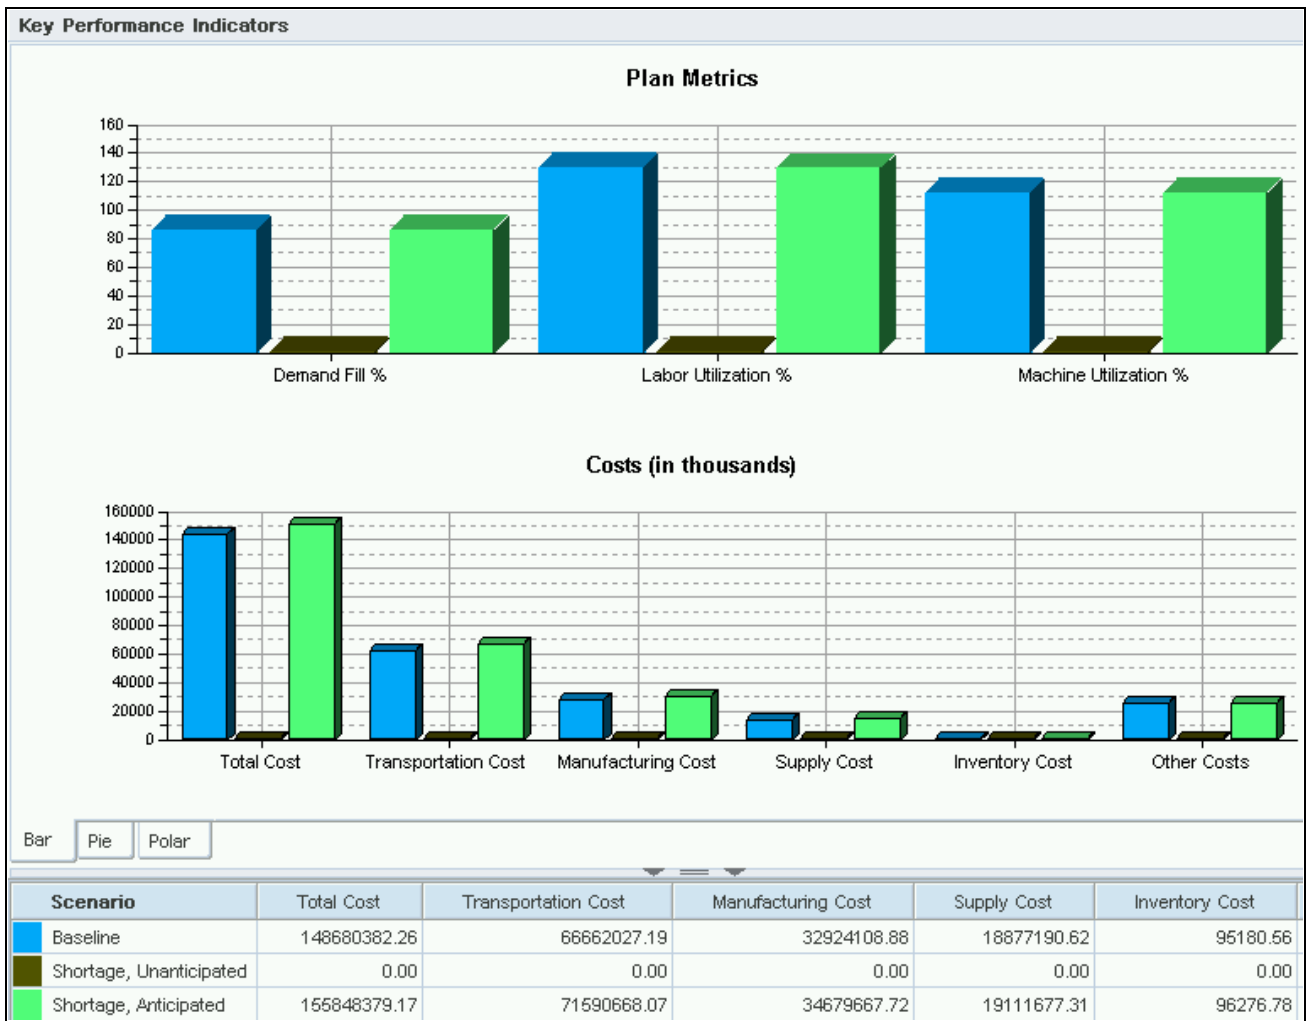 Key Performance Indicators
Plan Metrics
160
140
120
100
80
60
40
20
0
Demand Fill % Labor Utilization % Machine Utilization %
Costs (in thousands)
160000
140000
120000
100000
80000
60000
40000
20000
0
Total Cost Transportation Cost Manufacturing Cost Supply Cost Inventory Cost Other Costs
Bar Pie Polar
Scenario Total Cost Transportation Cost Manufacturing Cost Supply Cost Inventory Cost
Baseline 148680382.26 66662027.19 32924108.88 18877190.62 95180.56
Shortage, Unanticipated 0.00 0.00 0.00 0.00 0.00
Shortage, Anticipated 155848379.17 71590668.07 34679667.72 19111677.31 96276.78